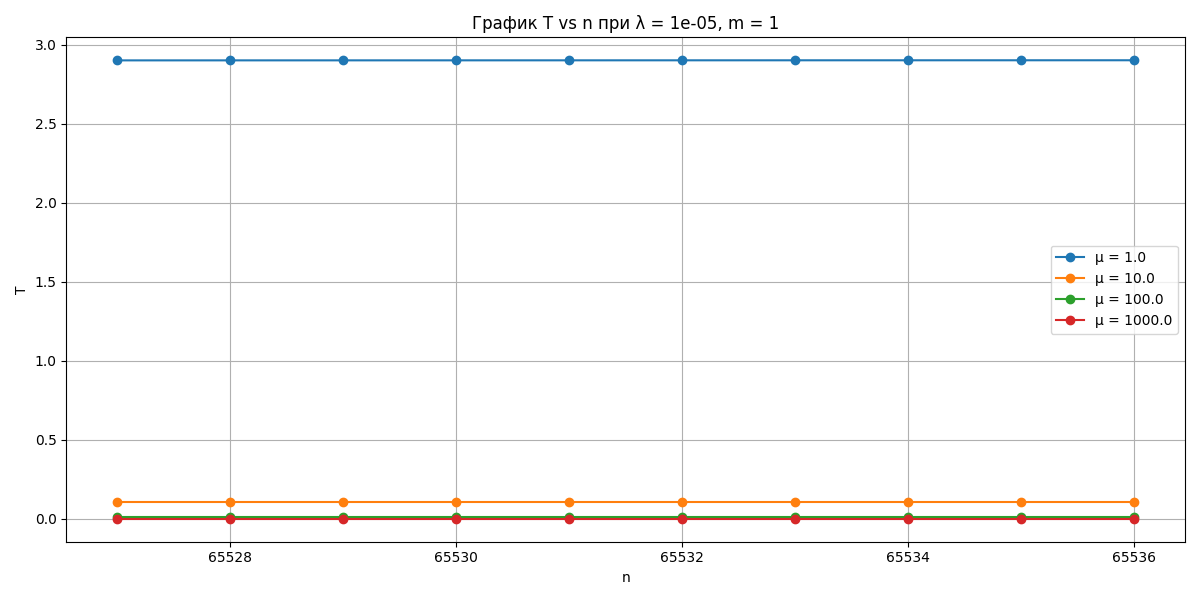 График T vs n при λ = 1e-05, m = 1
3.0
2.5
2.0
1.5
1.0
0.5
0.0
T
65528
65530
65532
65534
65536
n
μ = 1.0
μ = 10.0
μ = 100.0
μ = 1000.0